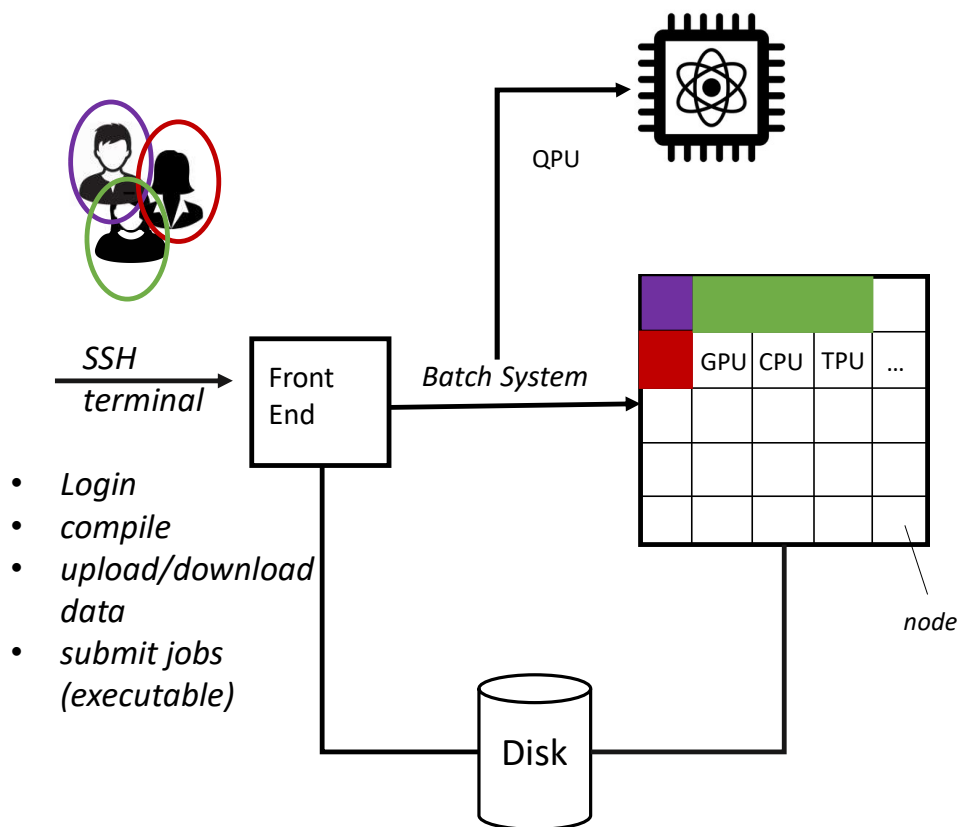 QPU
SSH
terminal
Front
End
Batch System
GPU CPU TPU ...
• Login
• compile
• upload/download
data
• submit jobs
(executable)
node
Disk